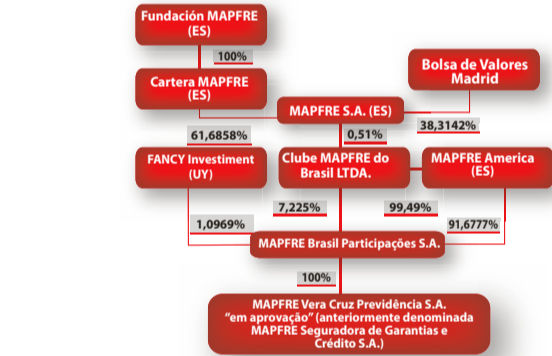 Fundación MAPFRE
(ES)
100%
Cartera MAPFRE
(ES)
Bolsa de Valores
Madrid
MAPFRE S.A. (ES)
61,6858%
0,51%
38,3142%
FANCY Investiment
(UY)
Clube MAPFRE do
Brasil LTDA.
MAPFRE America
(ES)
7,225%
99,49%
1,0969%
91,6777%
MAPFRE Brasil Participações S.A.
100%
MAPFRE Vera Cruz Previdência S.A.
“em aprovação” (anteriormente denominada
MAPFRE Seguradora de Garantias e
Crédito S.A.)